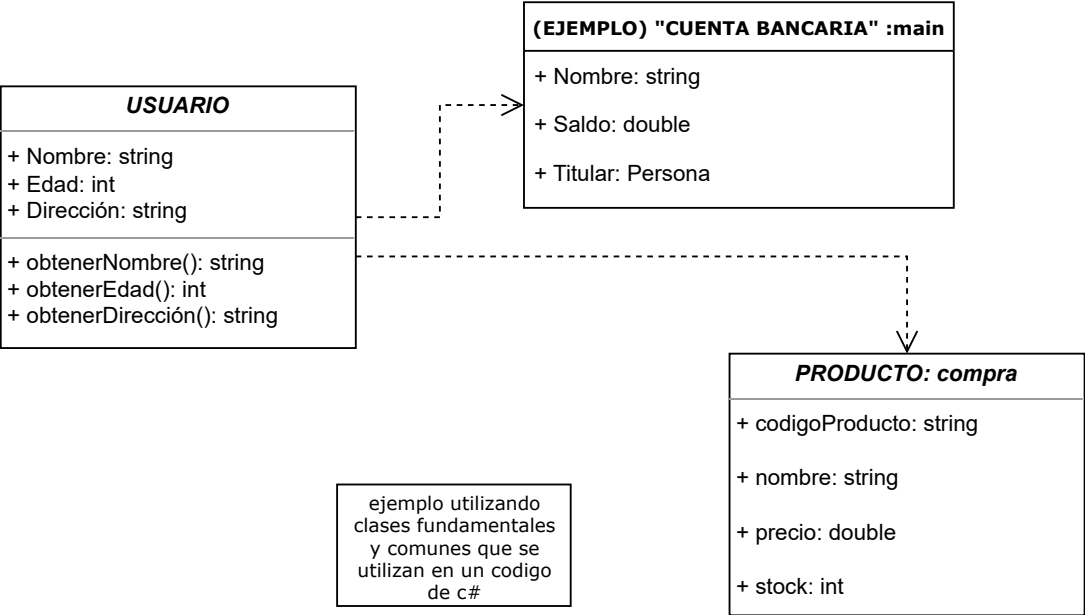 (EJEMPLO) "CUENTA BANCARIA" :main
+ Nombre: string
+ Saldo: double
+ Titular: Persona
USUARIO
+ Nombre: string
+ Edad: int
+ Dirección: string
+ obtenerNombre(): string
+ obtenerEdad(): int
+ obtenerDirección(): string
PRODUCTO: compra
+ codigoProducto: string
+ nombre: string
+ precio: double
+ stock: int
ejemplo utilizando
clases fundamentales
y comunes que se
utilizan en un codigo
de c#